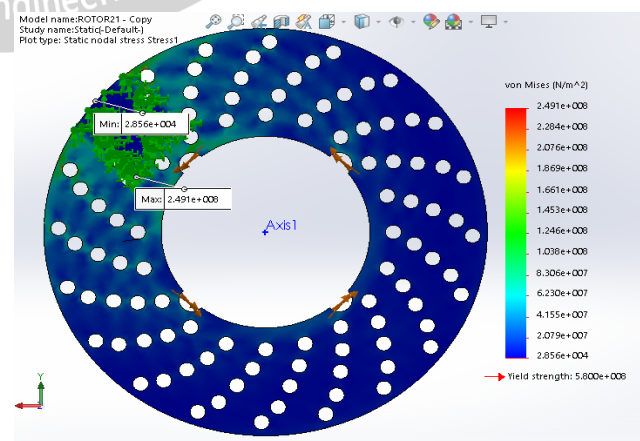 Engine
Model name:ROTOR21 - Copy
Study name:Static(-Default-)
Plot type: Static nodal stress Stress1
von Mises (N/m^2)
2.491e+008
2.284e+008
2.076e+008
1.869e+008
1.661e+008
1.453e+008
1.246e+008
1.038e+008
8.306e+007
6.230e+007
4.155e+007
2.079e+007
2.856e+004
Yield strength: 5.800e+008
Min: 2.856e+004
Max: 2.491e+008
Axis1
Y